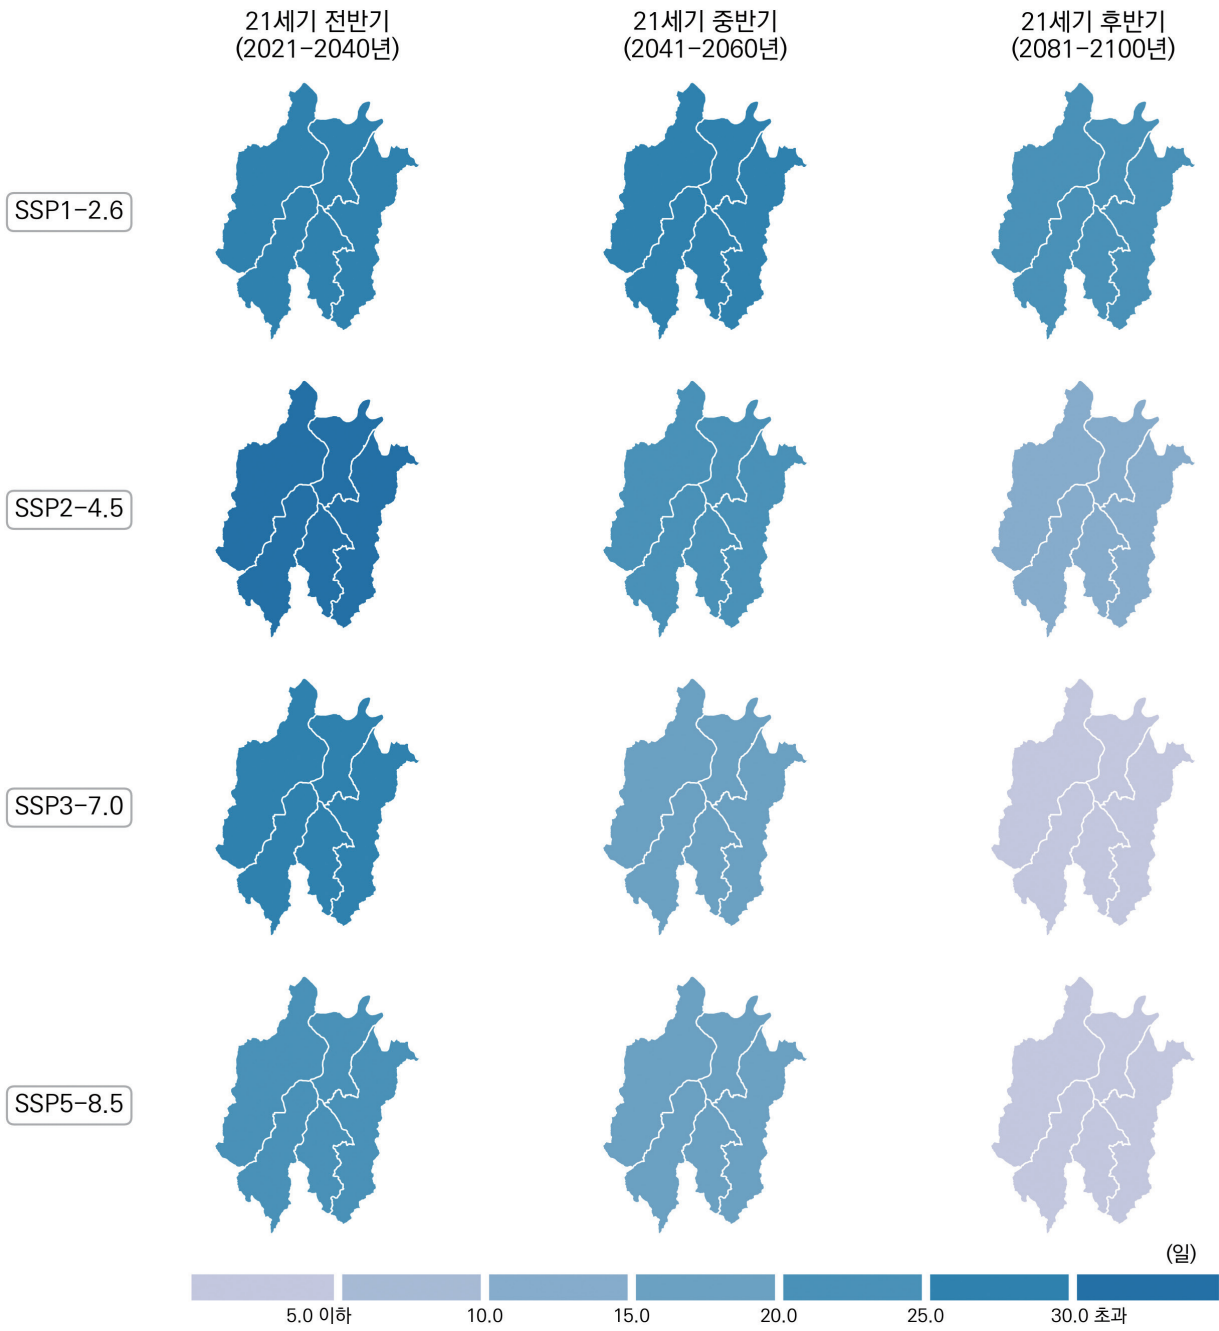 21세기 전반기
(2021-2040년)
21세기 중반기
(2041-2060년)
21세기 후반기
(2081-2100년)
SSP1-2.6
SSP2-4.5
SSP3-7.0
SSP5-8.5
(일)
5.0 이하
10.0
15.0
20.0
25.0
30.0 초과